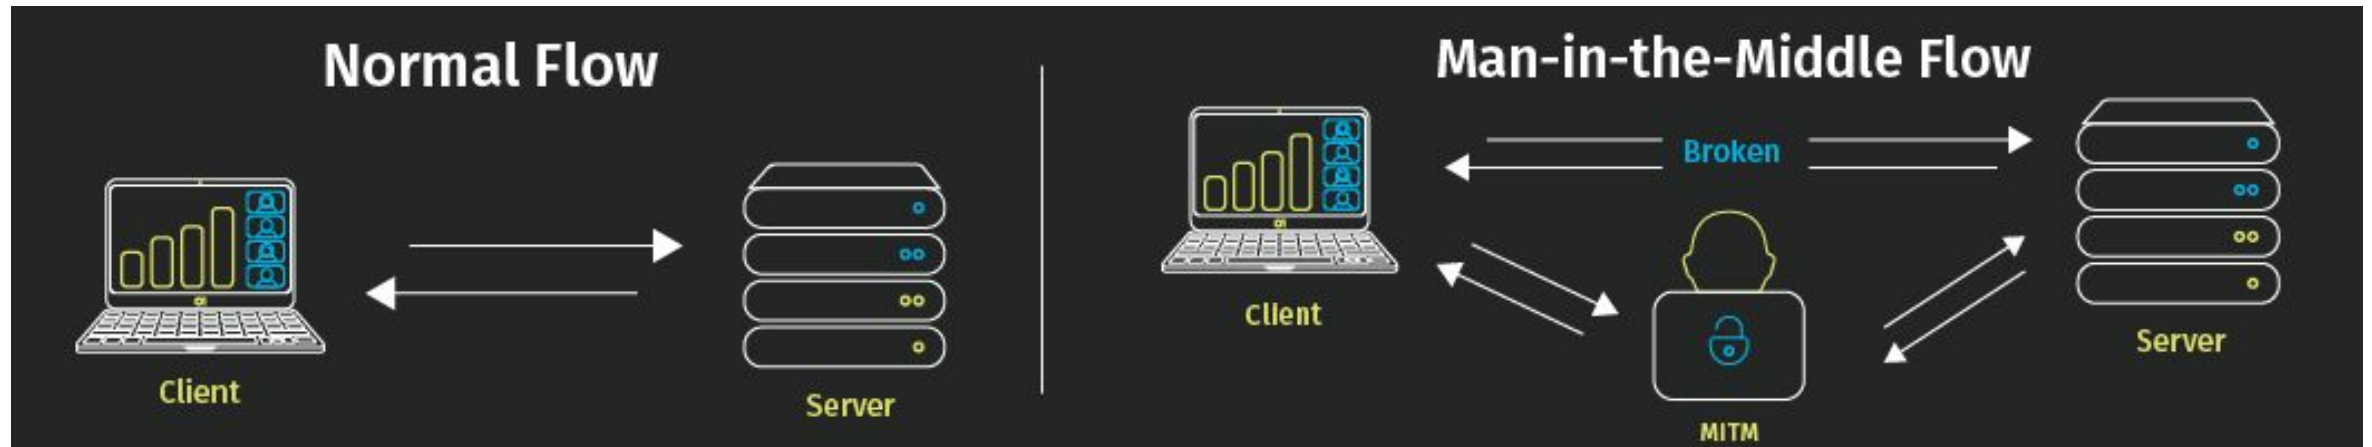 Normal Flow
Client
Server
Man-in-the-Middle Flow
Broken
Client
Server
MITM